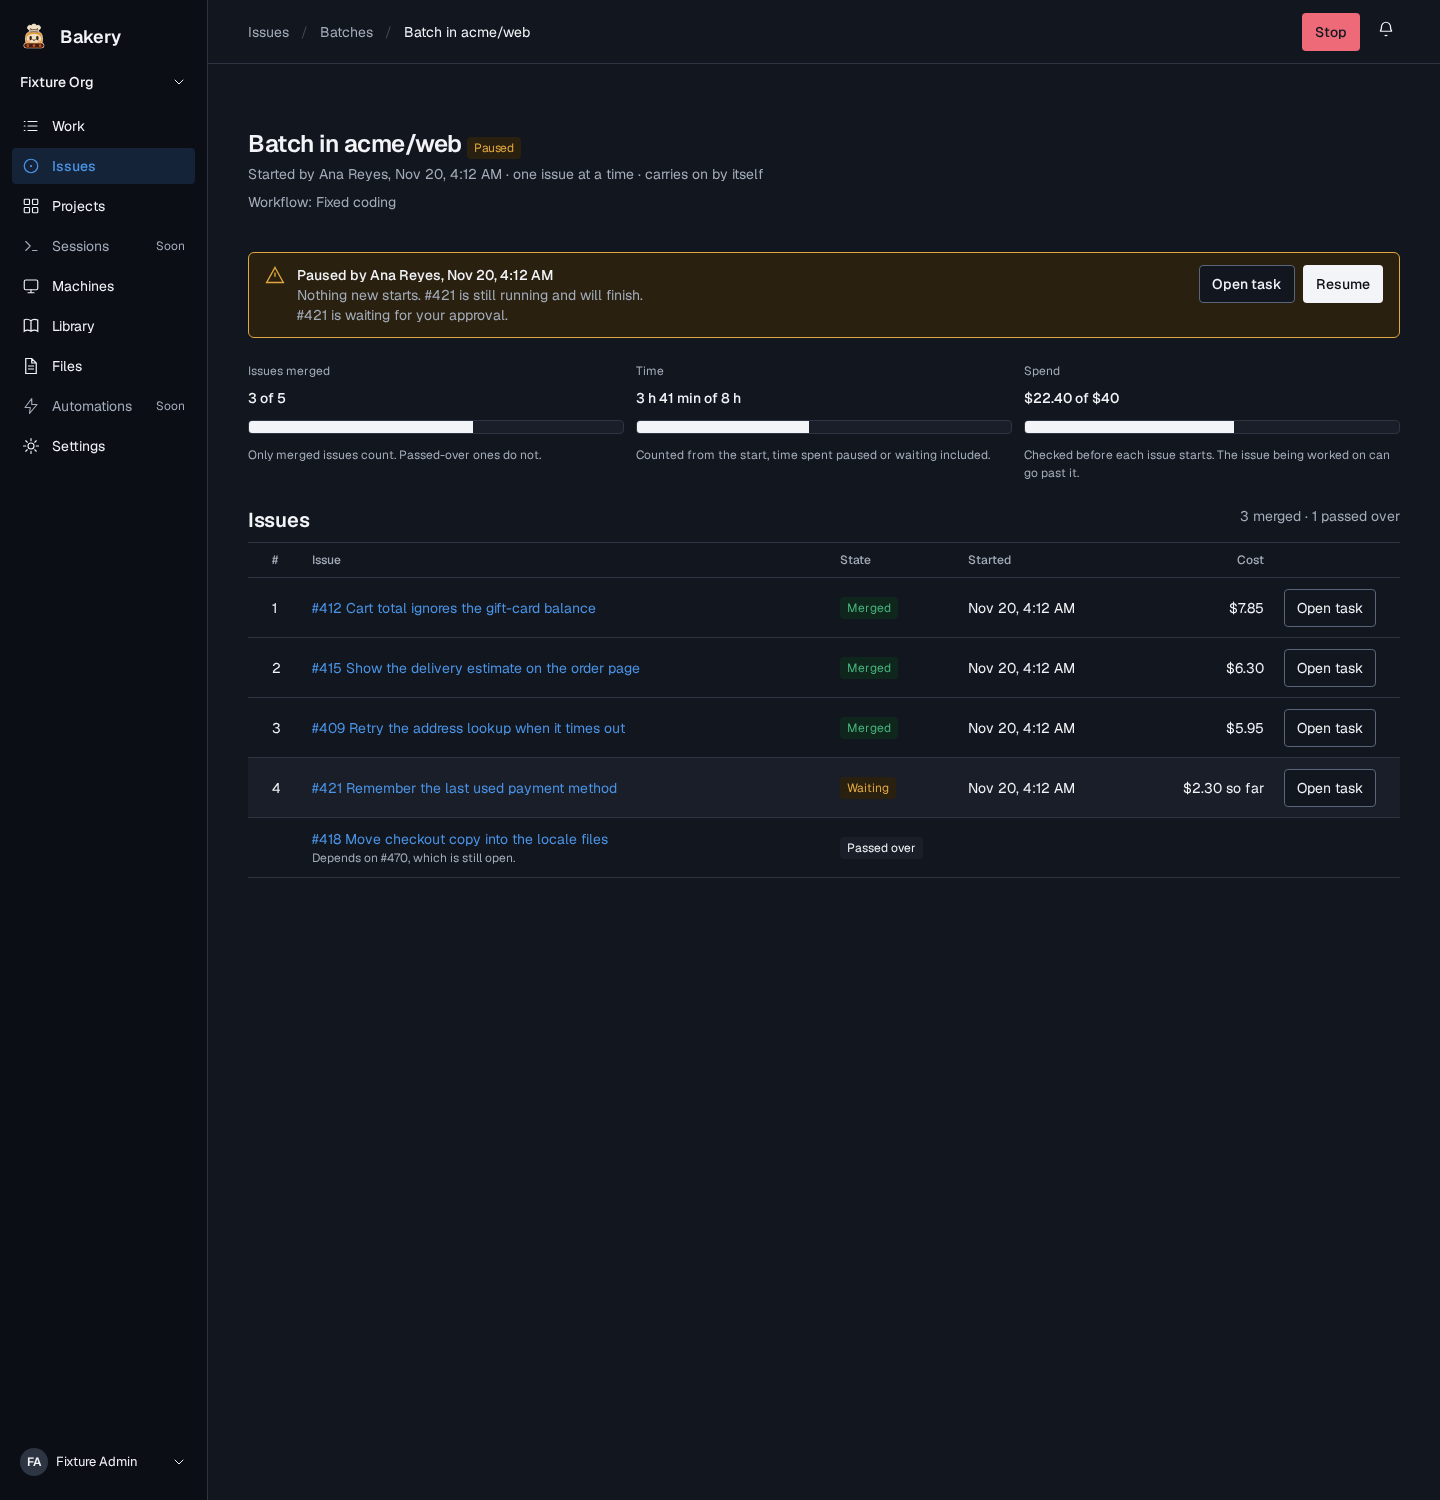 Bakery
Fixture Org
Work
Issues
Projects
Sessions Soon
Machines
Library
Files
Automations Soon
Settings
FA Fixture Admin
Issues / Batches / Batch in acme/web
Stop
Batch in acme/web Paused
Started by Ana Reyes, Nov 20, 4:12 AM · one issue at a time · carries on by itself
Workflow: Fixed coding
Paused by Ana Reyes, Nov 20, 4:12 AM
Nothing new starts. #421 is still running and will finish.
#421 is waiting for your approval.
Open task Resume
Issues merged
3 of 5
Only merged issues count. Passed-over ones do not.
Time
3 h 41 min of 8 h
Counted from the start, time spent paused or waiting included.
Spend
$22.40 of $40
Checked before each issue starts. The issue being worked on can
go past it.
Issues
3 merged · 1 passed over
# Issue State Started Cost
1 #412 Cart total ignores the gift-card balance Merged Nov 20, 4:12 AM $7.85 Open task
2 #415 Show the delivery estimate on the order page Merged Nov 20, 4:12 AM $6.30 Open task
3 #409 Retry the address lookup when it times out Merged Nov 20, 4:12 AM $5.95 Open task
4 #421 Remember the last used payment method Waiting Nov 20, 4:12 AM $2.30 so far Open task
#418 Move checkout copy into the locale files Passed over
Depends on #470, which is still open.